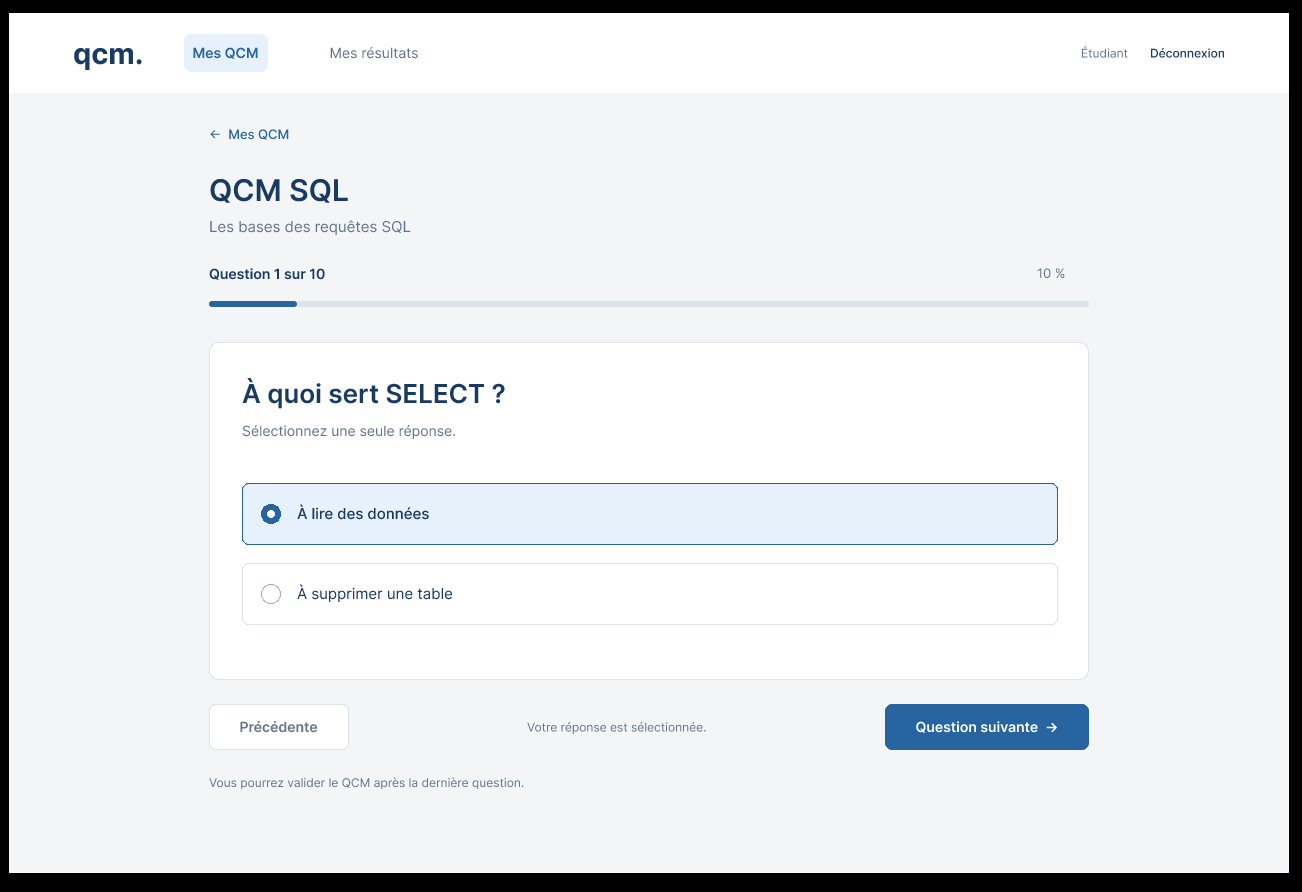 qcm.
Mes QCM
Mes résultats
Étudiant
Déconnexion
← Mes QCM
QCM SQL
Les bases des requêtes SQL
Question 1 sur 10
10 %
À quoi sert SELECT ?
Sélectionnez une seule réponse.
À lire des données
À supprimer une table
Précédente
Votre réponse est sélectionnée.
Question suivante →
Vous pourrez valider le QCM après la dernière question.